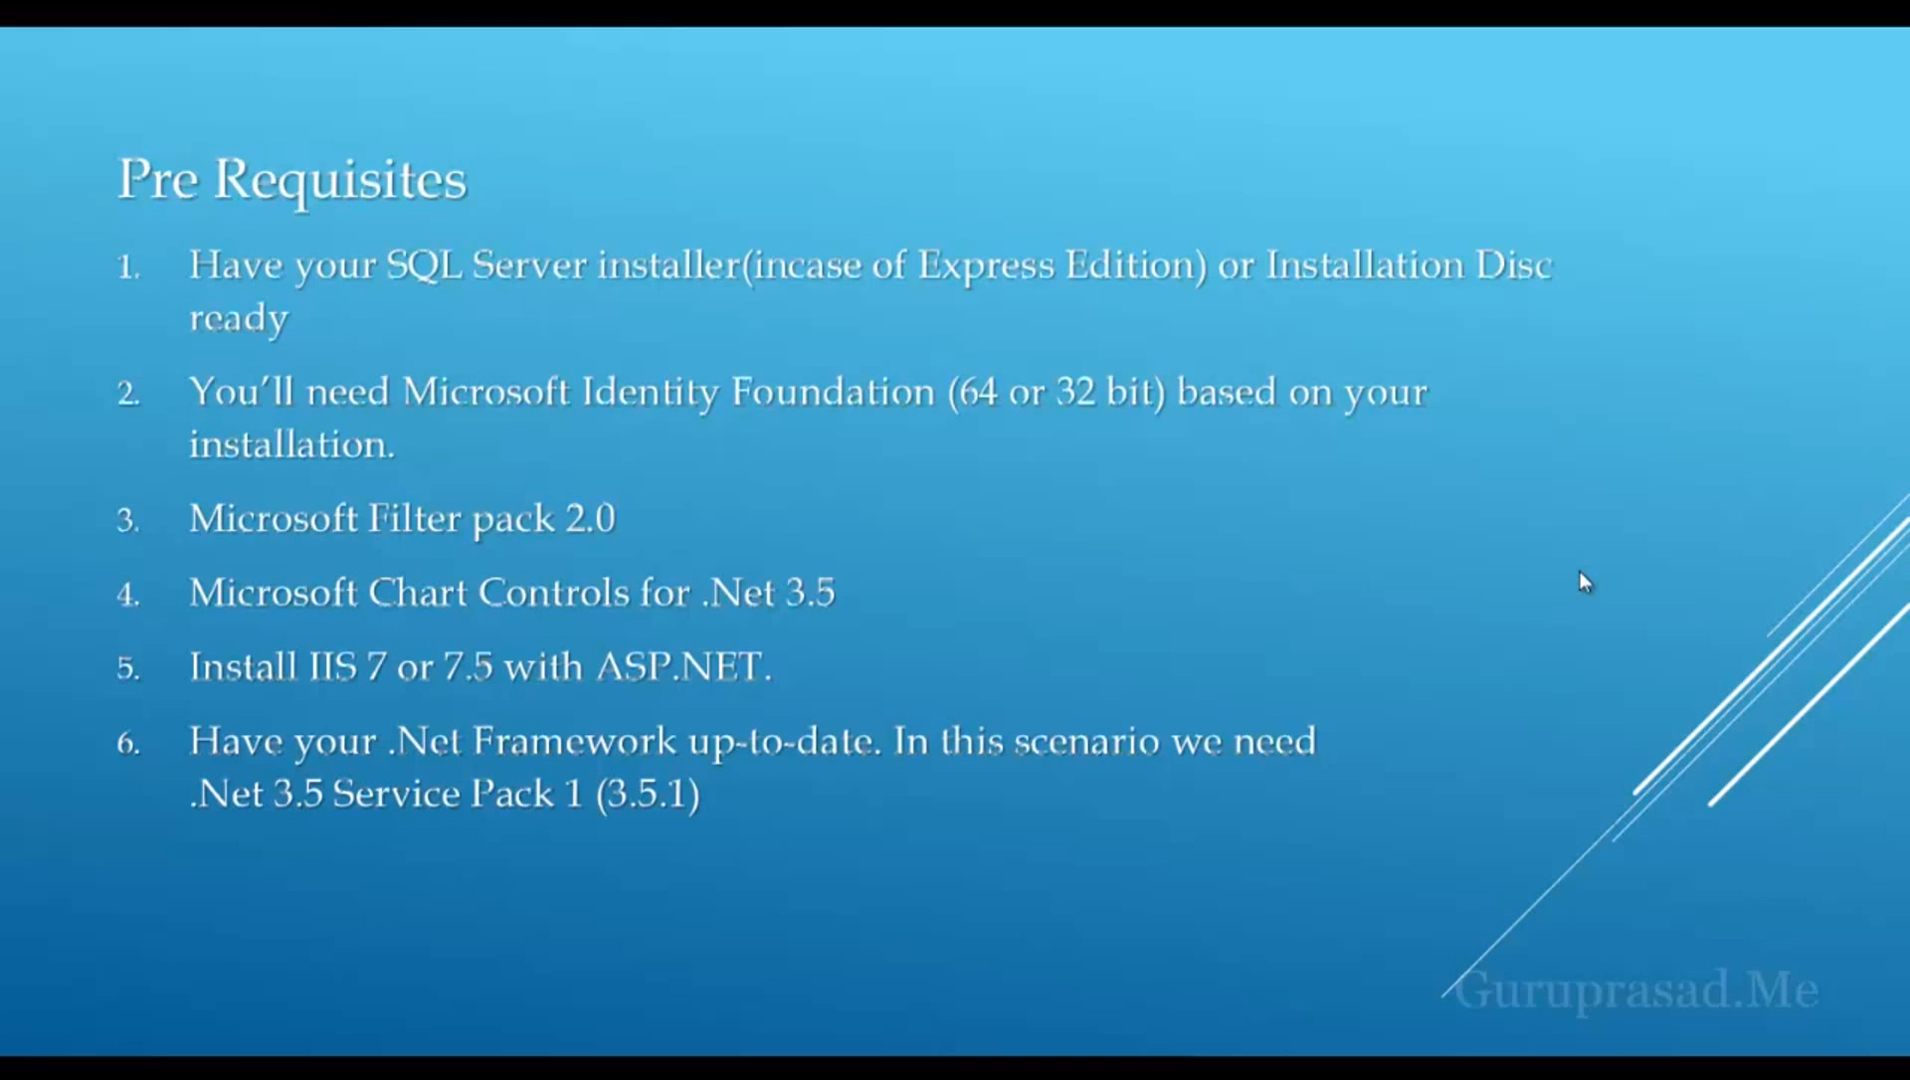 Pre Requisites
1. Have your SQL Server installer(incase of Express Edition) or Installation Disc
ready
2. You’ll need Microsoft Identity Foundation (64 or 32 bit) based on your
installation.
3. Microsoft Filter pack 2.0
4. Microsoft Chart Controls for .Net 3.5
5. Install IIS 7 or 7.5 with ASP.NET.
6. Have your .Net Framework up-to-date. In this scenario we need
.Net 3.5 Service Pack 1 (3.5.1)
Guruprasad.Me